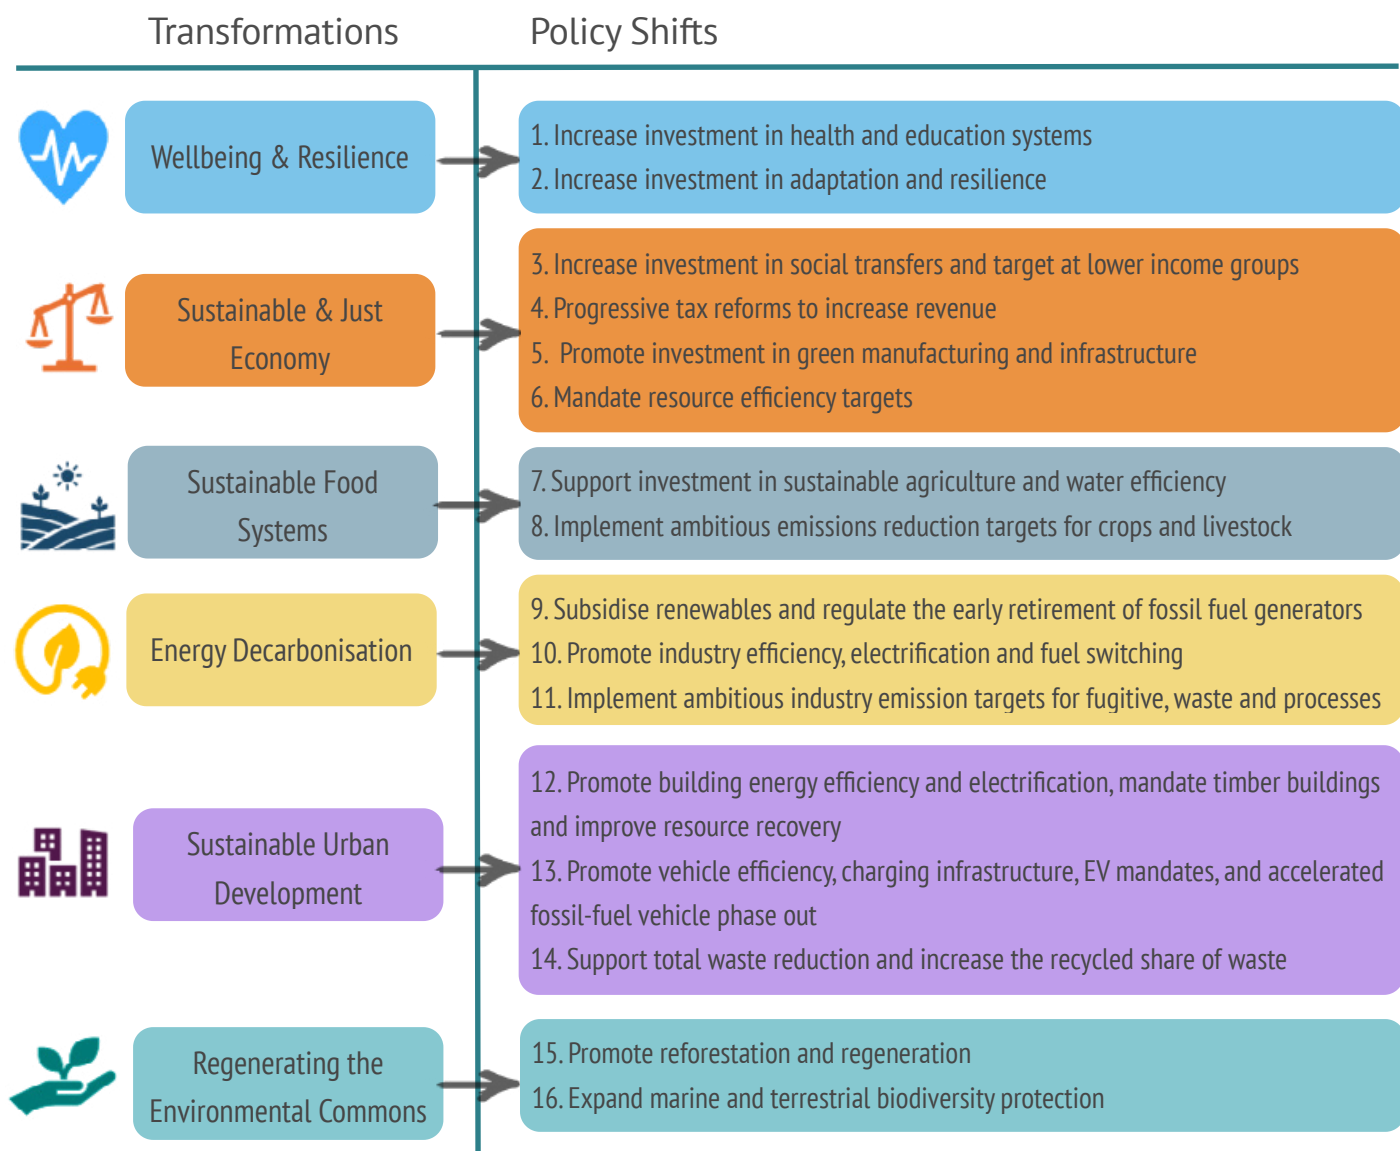 Transformations
Policy Shifts
Wellbeing & Resilience
1. Increase investment in health and education systems
2. Increase investment in adaptation and resilience
Sustainable & Just
Economy
3. Increase investment in social transfers and target at lower income groups
4. Progressive tax reforms to increase revenue
5. Promote investment in green manufacturing and infrastructure
6. Mandate resource efficiency targets
Sustainable Food
Systems
7. Support investment in sustainable agriculture and water efficiency
8. Implement ambitious emissions reduction targets for crops and livestock
Energy Decarbonisation
9. Subsidise renewables and regulate the early retirement of fossil fuel generators
10. Promote industry efficiency, electrification and fuel switching
11. Implement ambitious industry emission targets for fugitive, waste and processes
Sustainable Urban
Development
12. Promote building energy efficiency and electrification, mandate timber buildings
and improve resource recovery
13. Promote vehicle efficiency, charging infrastructure, EV mandates, and accelerated
fossil-fuel vehicle phase out
14. Support total waste reduction and increase the recycled share of waste
Regenerating the
Environmental Commons
15. Promote reforestation and regeneration
16. Expand marine and terrestrial biodiversity protection